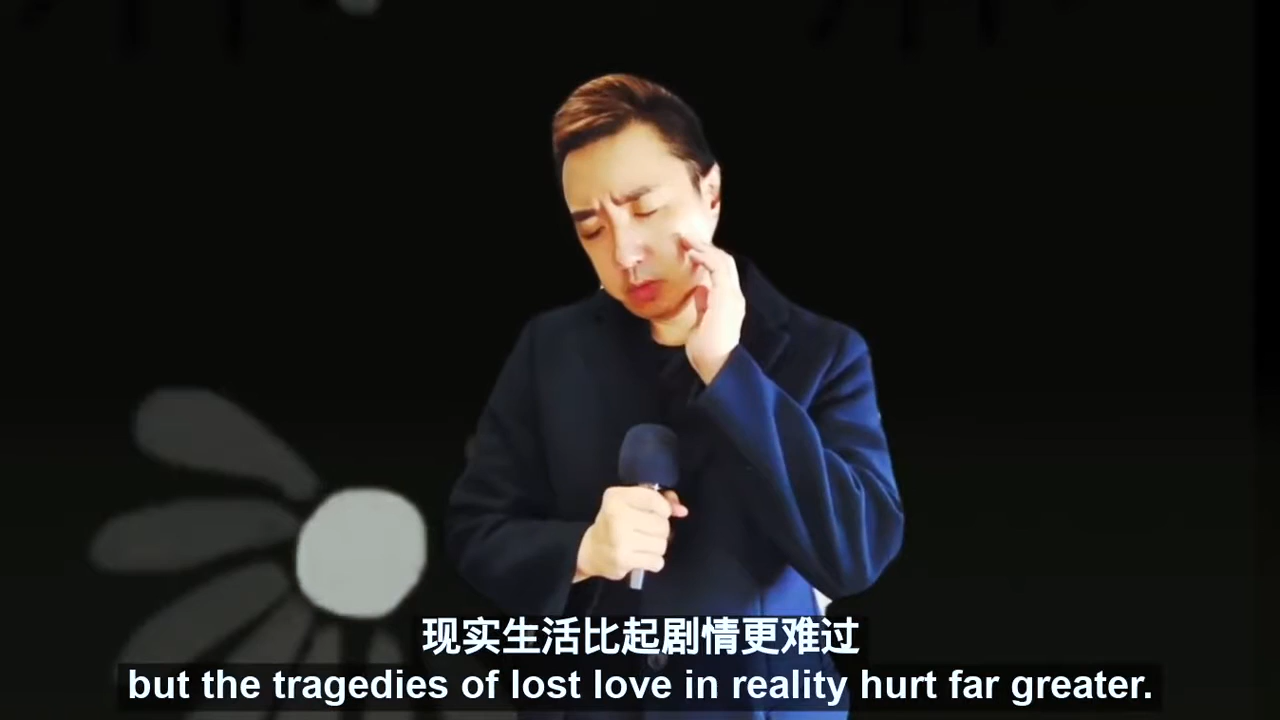 现实生活比起剧情更难过
but the tragedies of lost love in reality hurt far greater.